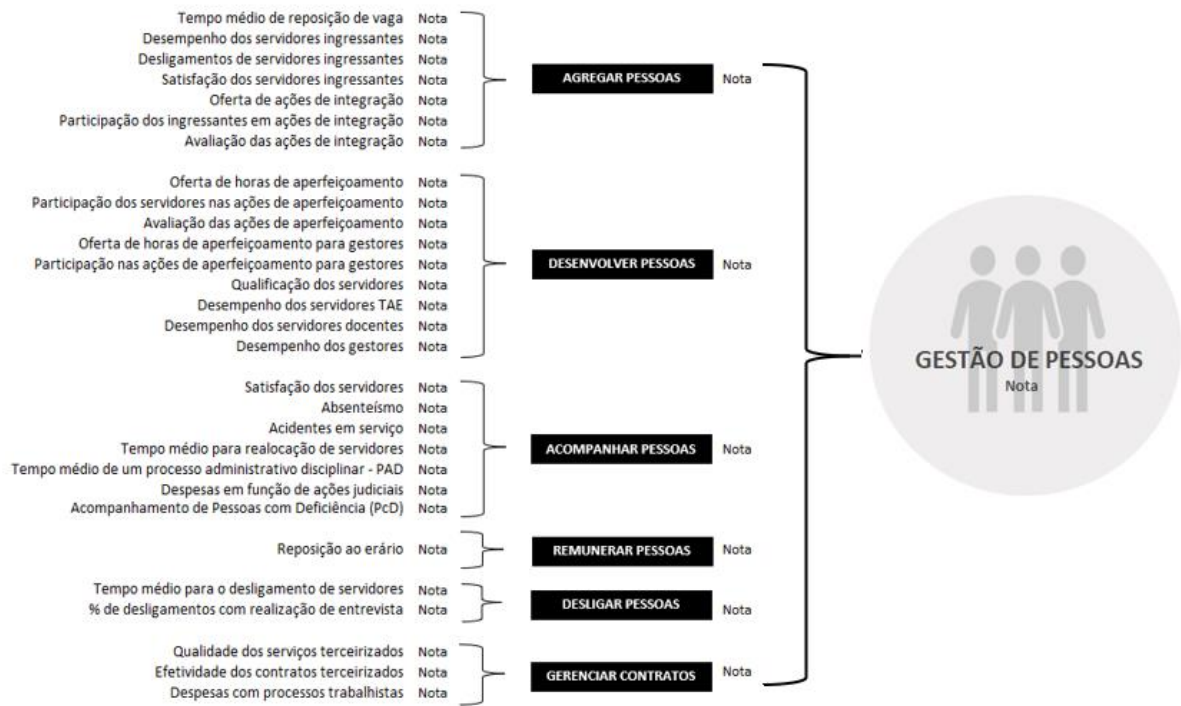 Tempo médio de reposição de vaga Nota
Desempenho dos servidores ingressantes Nota
Desligamentos de servidores ingressantes Nota
Satisfação dos servidores ingressantes Nota
Oferta de ações de integração Nota
Participação dos ingressantes em ações de integração Nota
Avaliação das ações de integração Nota
AGREGAR PESSOAS Nota
Oferta de horas de aperfeiçoamento Nota
Participação dos servidores nas ações de aperfeiçoamento Nota
Avaliação das ações de aperfeiçoamento Nota
Oferta de horas de aperfeiçoamento para gestores Nota
Participação nas ações de aperfeiçoamento para gestores Nota
Qualificação dos servidores Nota
Desempenho dos servidores TAE Nota
Desempenho dos servidores docentes Nota
Desempenho dos gestores Nota
DESENVOLVER PESSOAS Nota
Satisfação dos servidores Nota
Absenteísmo Nota
Acidentes em serviço Nota
Tempo médio para realocação de servidores Nota
Tempo médio de um processo administrativo disciplinar - PAD Nota
Despesas em função de ações judiciais Nota
Acompanhamento de Pessoas com Deficiência (PcD) Nota
ACOMPANHAR PESSOAS Nota
Reposição ao erário Nota
REMUNERAR PESSOAS Nota
Tempo médio para o desligamento de servidores Nota
% de desligamentos com realização de entrevista Nota
DESLIGAR PESSOAS Nota
Qualidade dos serviços terceirizados Nota
Efetividade dos contratos terceirizados Nota
Despesas com processos trabalhistas Nota
GERENCIAR CONTRATOS Nota
GESTÃO DE PESSOAS
Nota